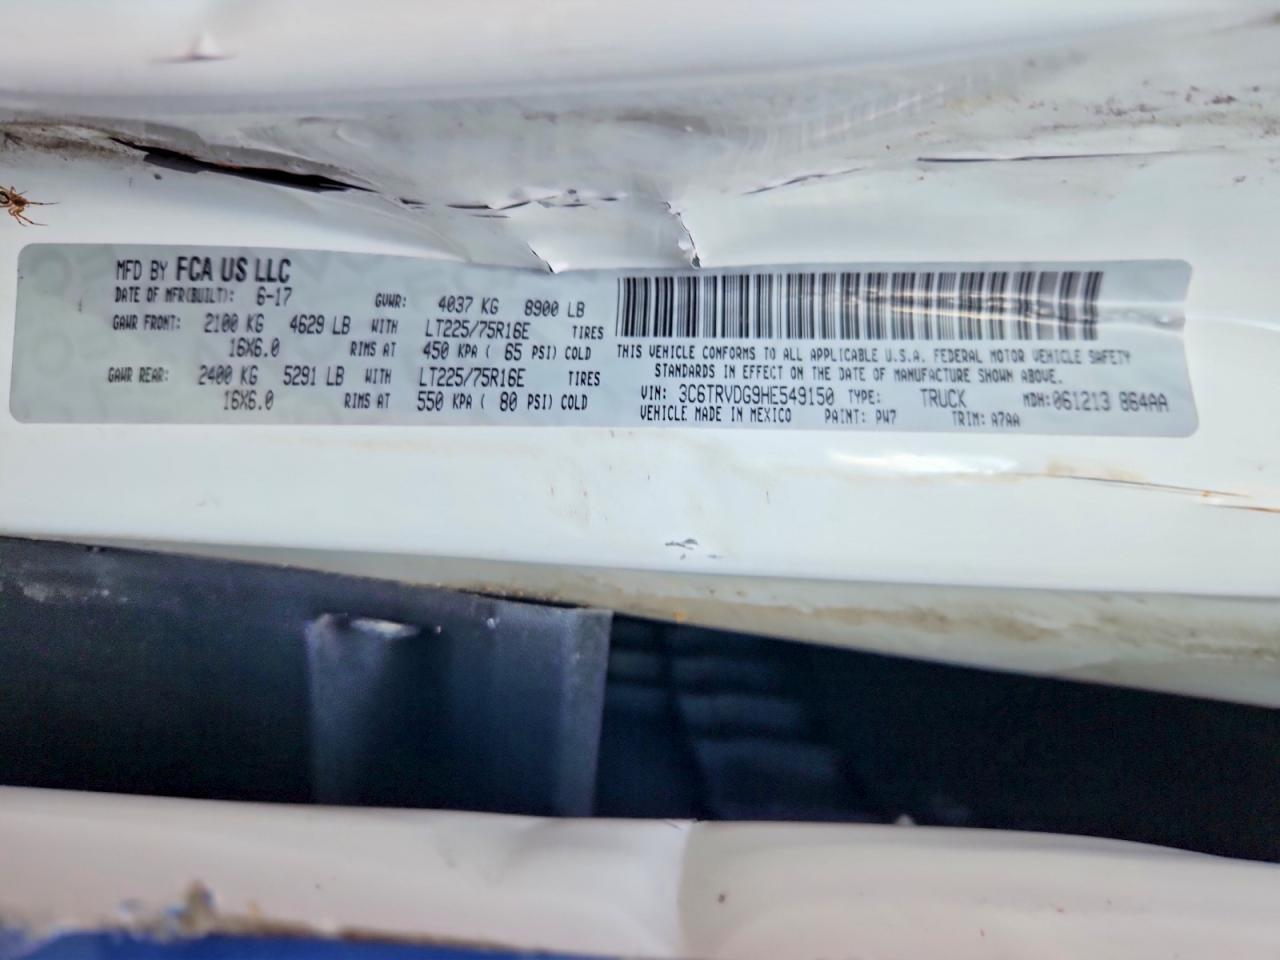 MFD BY FCA US LLC
DATE OF MFR(BUILT): 6-17 GVWR: 4037 KG 8900 LB
GAWR FRONT: 2100 KG 4629 LB WITH LT225/75R16E TIRES
16X6.0 RIMS AT 450 KPA ( 65 PSI) COLD
GAWR REAR: 2400 KG 5291 LB WITH LT225/75R16E TIRES
16X6.0 RIMS AT 550 KPA ( 80 PSI) COLD
THIS VEHICLE CONFORMS TO ALL APPLICABLE U.S.A. FEDERAL MOTOR VEHICLE SAFETY
STANDARDS IN EFFECT ON THE DATE OF MANUFACTURE SHOWN ABOVE.
VIN: 3C6TRVDG9HE549150 TYPE: TRUCK MDH:061213 864AA
VEHICLE MADE IN MEXICO PAINT: PW7 TRIM: A7AA